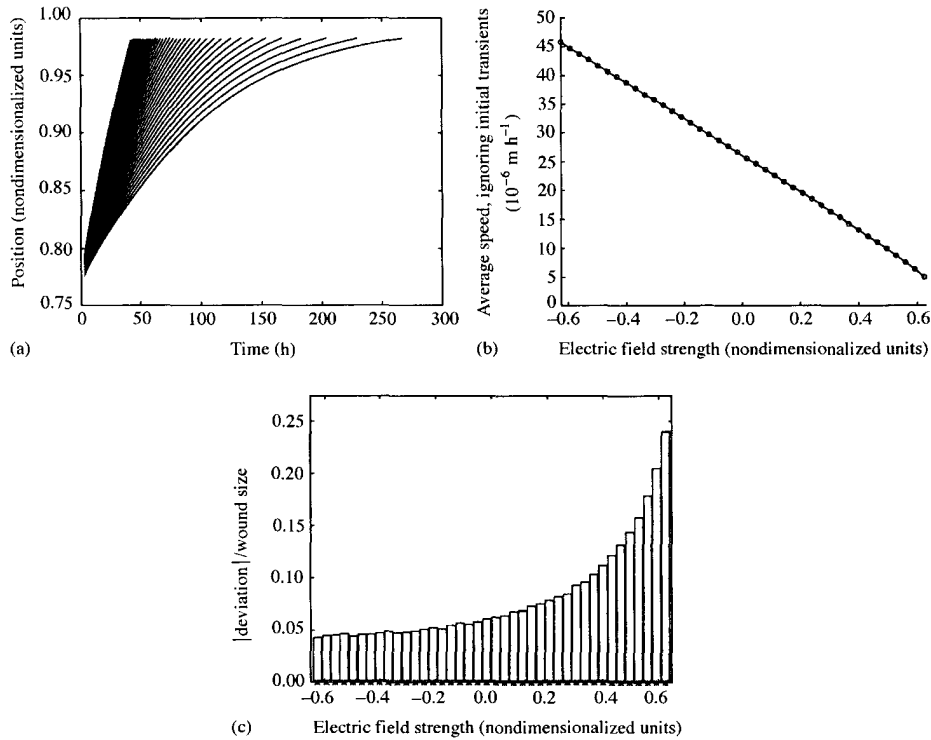 1.00
0.95
0.90
0.85
0.80
0.75
Position (nondimensionalized units)
0 50 100 150 200 250 300
(a)
Time (h)
50
45
40
35
30
25
20
15
10
5
0
Average speed, ignoring initial transients
(10⁻⁶ m h⁻¹)
−0.6 −0.4 −0.2 0.0 0.2 0.4 0.6
(b)
Electric field strength (nondimensionalized units)
0.25
0.20
0.15
0.10
0.05
0.00
|deviation|/wound size
−0.6 −0.4 −0.2 0.0 0.2 0.4 0.6
(c)
Electric field strength (nondimensionalized units)